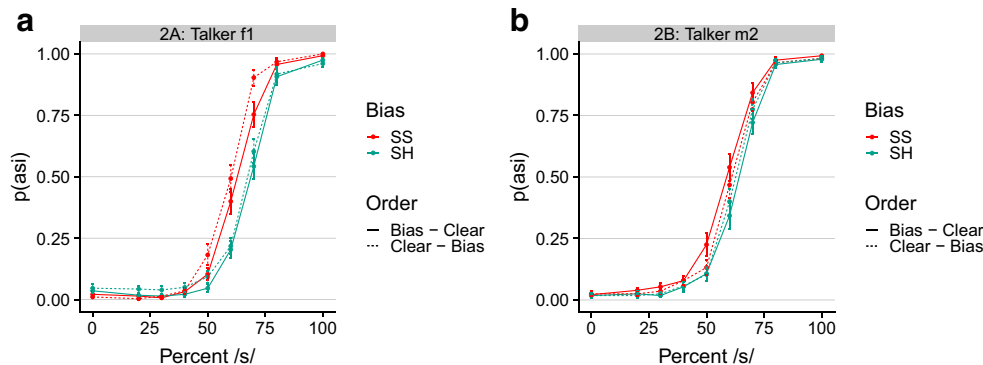 a
2A: Talker f1
1.00
0.75
0.50
0.25
0.00
p(asi)
0
25
50
75
100
Percent /s/
Bias
SS
SH
Order
Bias − Clear
Clear − Bias
b
2B: Talker m2
1.00
0.75
0.50
0.25
0.00
p(asi)
0
25
50
75
100
Percent /s/
Bias
SS
SH
Order
Bias − Clear
Clear − Bias